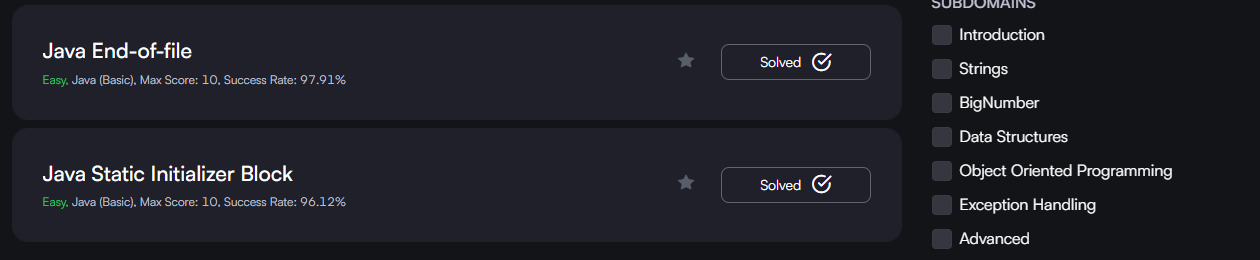 Java End-of-file
Easy, Java (Basic), Max Score: 10, Success Rate: 97.91%
Solved
Java Static Initializer Block
Easy, Java (Basic), Max Score: 10, Success Rate: 96.12%
Solved
SUBDOMAINS
Introduction
Strings
BigNumber
Data Structures
Object Oriented Programming
Exception Handling
Advanced